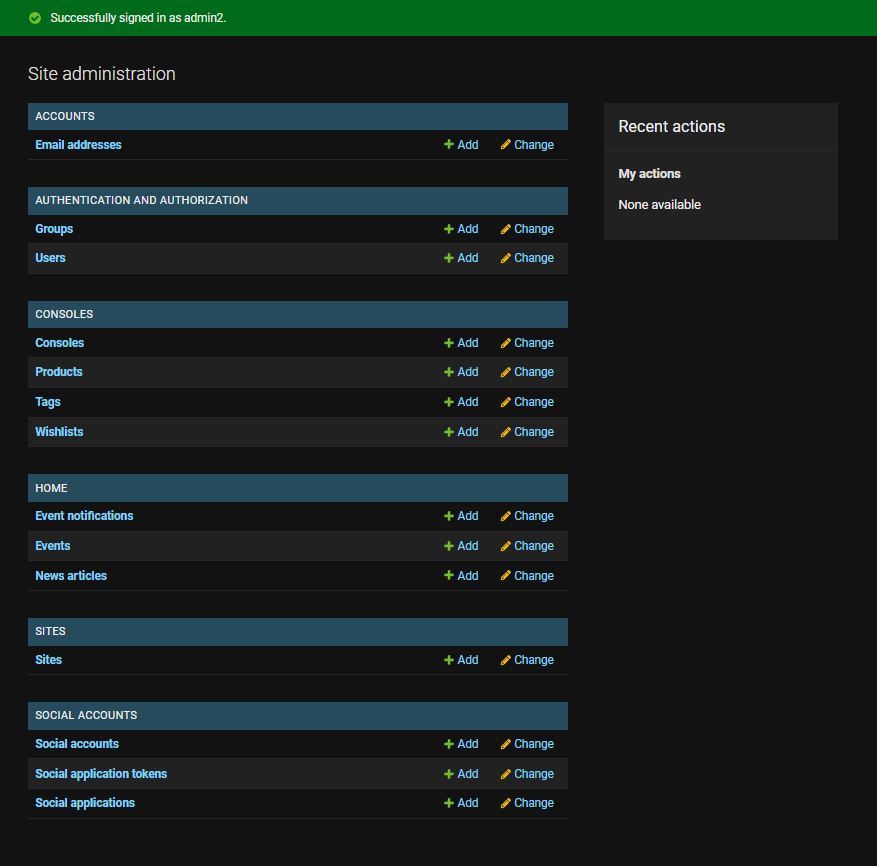 Successfully signed in as admin2.
Site administration
ACCOUNTS
Email addresses Add Change
AUTHENTICATION AND AUTHORIZATION
Groups Add Change
Users Add Change
CONSOLES
Consoles Add Change
Products Add Change
Tags Add Change
Wishlists Add Change
HOME
Event notifications Add Change
Events Add Change
News articles Add Change
SITES
Sites Add Change
SOCIAL ACCOUNTS
Social accounts Add Change
Social application tokens Add Change
Social applications Add Change
Recent actions
My actions
None available